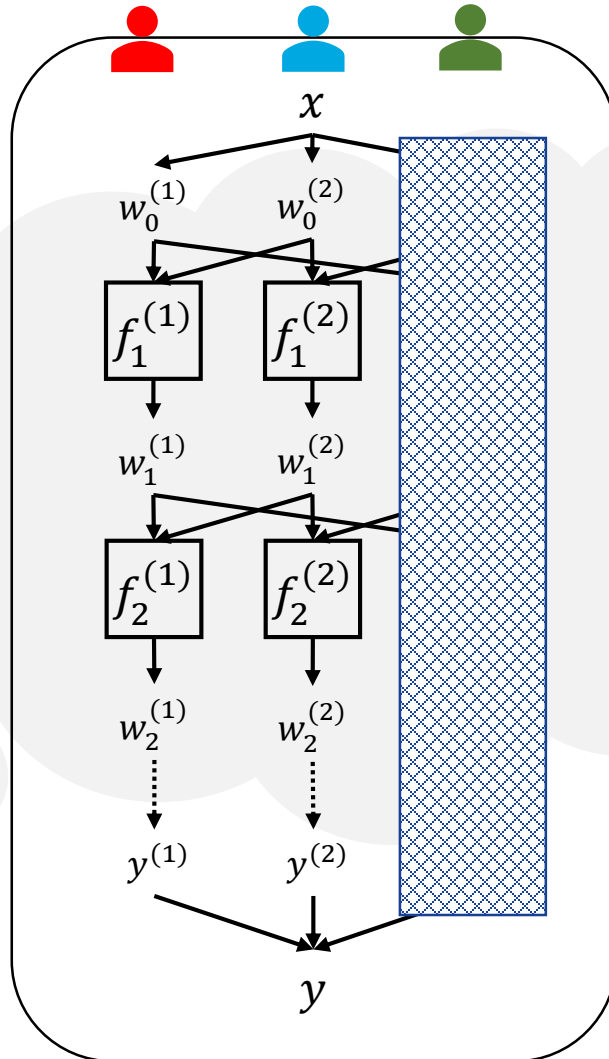 x
w_0^{(1)} w_0^{(2)}
f_1^{(1)} f_1^{(2)}
w_1^{(1)} w_1^{(2)}
f_2^{(1)} f_2^{(2)}
w_2^{(1)} w_2^{(2)}
y^{(1)} y^{(2)}
y